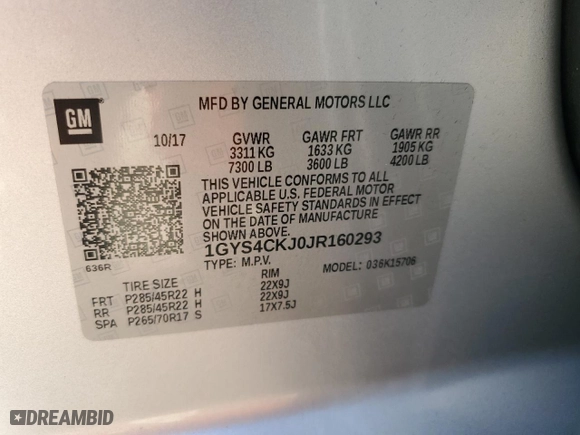 GM
MFD BY GENERAL MOTORS LLC
10/17 GVWR GAWR FRT GAWR RR
3311 KG 1633 KG 1905 KG
7300 LB 3600 LB 4200 LB
THIS VEHICLE CONFORMS TO ALL
APPLICABLE U.S. FEDERAL MOTOR
VEHICLE SAFETY STANDARDS IN EFFECT
ON THE DATE OF MANUFACTURE
SHOWN ABOVE.
636R
1GYS4CKJ0JR160293
TYPE: M.P.V. MODEL: 036K15706
TIRE SIZE RIM
FRT P285/45R22 H 22X9J
RR P285/45R22 H 22X9J
SPA P265/70R17 S 17X7.5J
DREAMBID